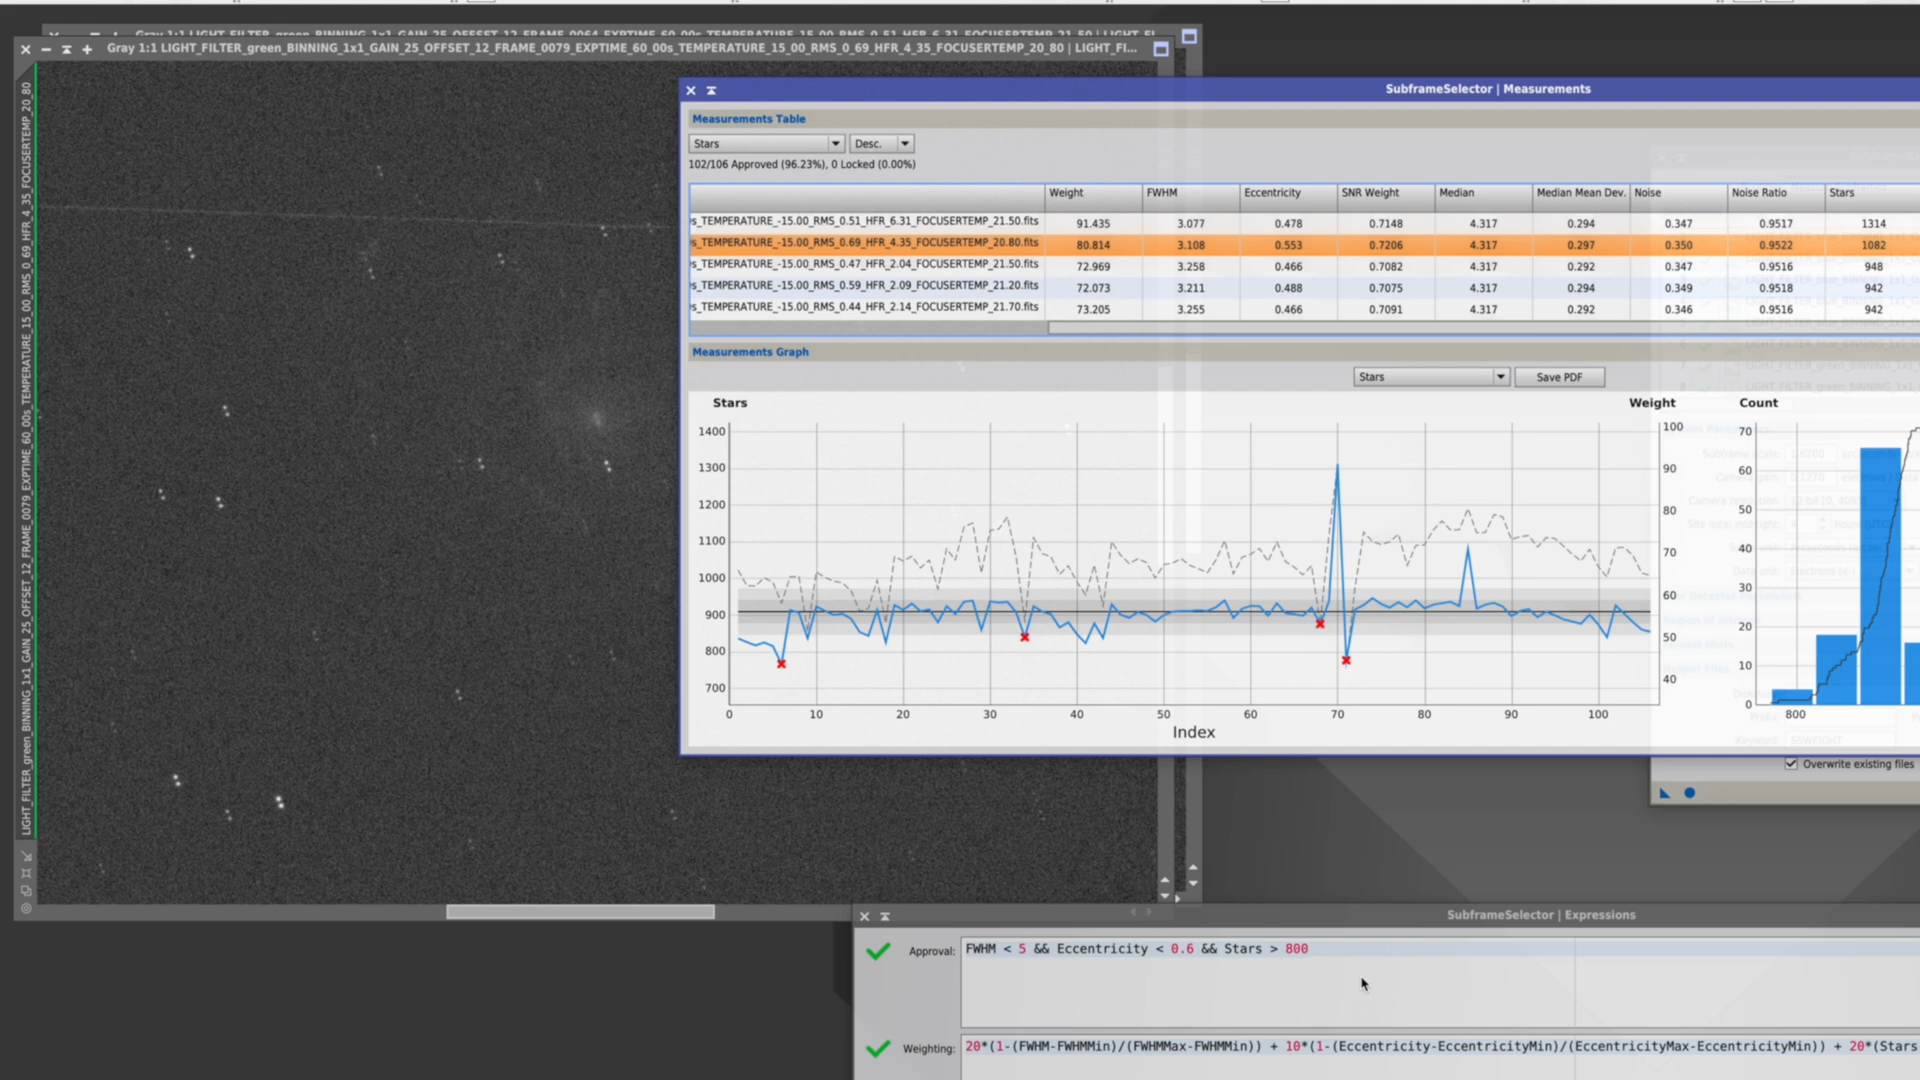 Gray 1:1 LIGHT_FILTER_green_BINNING_1x1_GAIN_25_OFFSET_12_FRAME_0079_EXPTIME_60_00s_TEMPERATURE_15_00_RMS_0_69_HFR_4_35_FOCUSERTEMP_20_80 | LIGHT_FI...
LIGHT_FILTER_green_BINNING_1x1_GAIN_25_OFFSET_12_FRAME_0079_EXPTIME_60_00s_TEMPERATURE_15_00_RMS_0_69_HFR_4_35_FOCUSERTEMP_20_80
SubframeSelector | Measurements
Measurements Table
Stars Desc.
102/106 Approved (96.23%), 0 Locked (0.00%)
Weight FWHM Eccentricity SNR Weight Median Median Mean Dev. Noise Noise Ratio Stars
s_TEMPERATURE_-15.00_RMS_0.51_HFR_6.31_FOCUSERTEMP_21.50.fits 91.435 3.077 0.478 0.7148 4.317 0.294 0.347 0.9517 1314
s_TEMPERATURE_-15.00_RMS_0.69_HFR_4.35_FOCUSERTEMP_20.80.fits 80.814 3.108 0.553 0.7206 4.317 0.297 0.350 0.9522 1082
s_TEMPERATURE_-15.00_RMS_0.47_HFR_2.04_FOCUSERTEMP_21.50.fits 72.969 3.258 0.466 0.7082 4.317 0.292 0.347 0.9516 948
s_TEMPERATURE_-15.00_RMS_0.59_HFR_2.09_FOCUSERTEMP_21.20.fits 72.073 3.211 0.488 0.7075 4.317 0.294 0.349 0.9518 942
s_TEMPERATURE_-15.00_RMS_0.44_HFR_2.14_FOCUSERTEMP_21.70.fits 73.205 3.255 0.466 0.7091 4.317 0.292 0.346 0.9516 942
Measurements Graph
Stars Save PDF
Stars Weight Count
1400 1300 1200 1100 1000 900 800 700
100 90 80 70 60 50 40
70 60 50 40 30 20 10 0
0 10 20 30 40 50 60 70 80 90 100
800
Index
Overwrite existing files
SubframeSelector | Expressions
Approval: FWHM < 5 && Eccentricity < 0.6 && Stars > 800
Weighting: 20*(1-(FWHM-FWHMMin)/(FWHMMax-FWHMMin)) + 10*(1-(Eccentricity-EccentricityMin)/(EccentricityMax-EccentricityMin)) + 20*(Stars